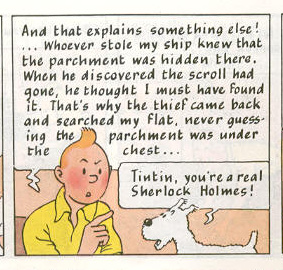 And that explains something else!
... Whoever stole my ship knew that
the parchment was hidden there.
When he discovered the scroll had
gone, he thought I must have found
it. That's why the thief came back
and searched my flat, never guess-
ing the parchment was under
the chest...
Tintin, you're a real
Sherlock Holmes!